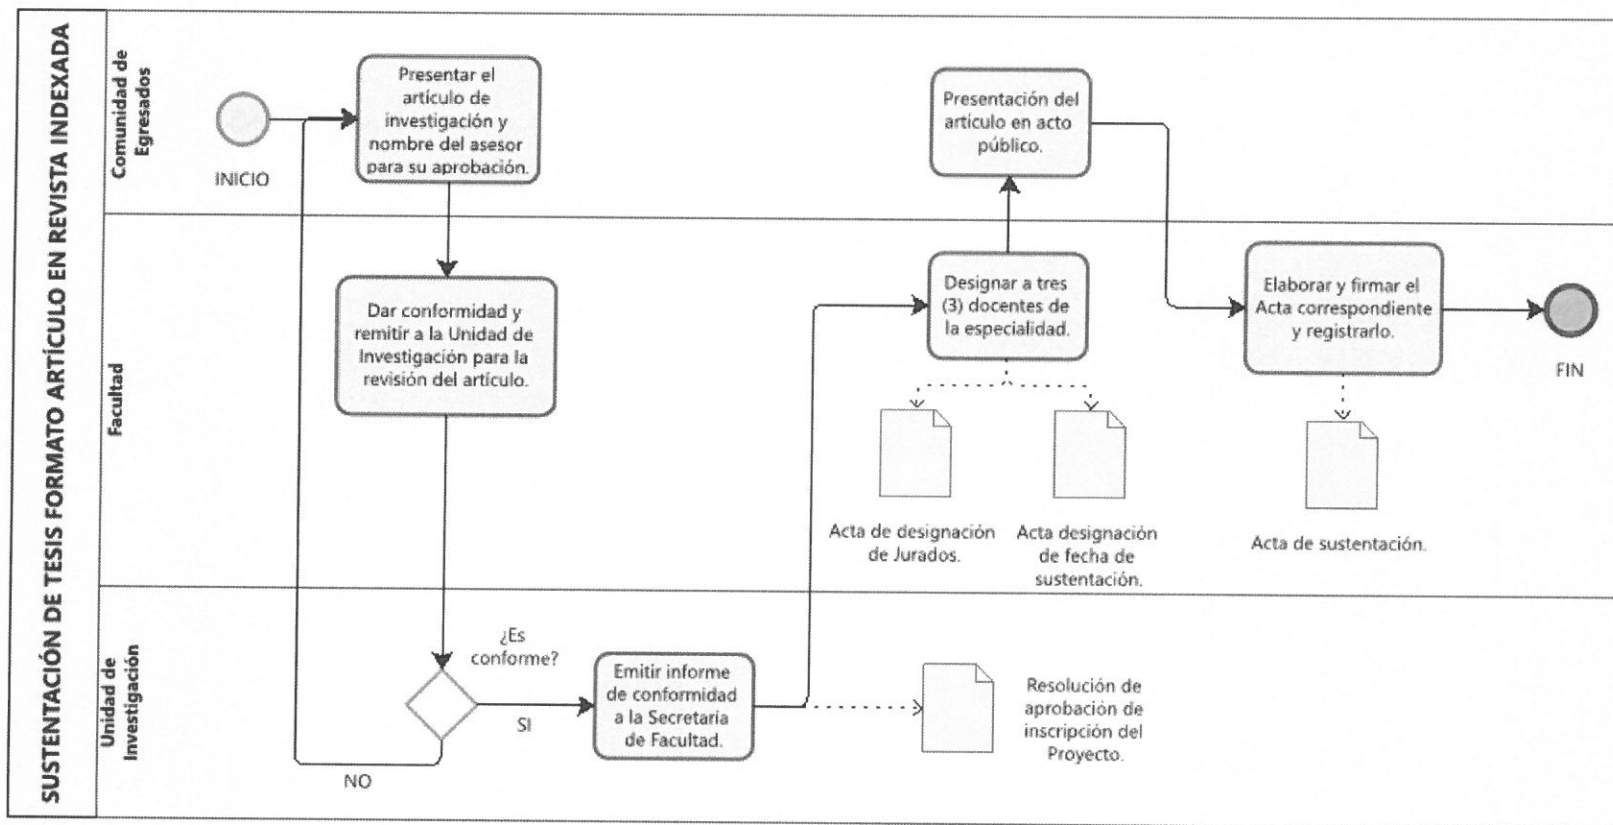 SUSTENTACIÓN DE TESIS FORMATO ARTÍCULO EN REVISTA INDEXADA
Comunidad de
Egresados
INICIO
Presentar el
artículo de
investigación y
nombre del asesor
para su aprobación.
Presentación del
artículo en acto
público.
Facultad
Dar conformidad y
remitir a la Unidad de
Investigación para la
revisión del artículo.
Designar a tres
(3) docentes de
la especialidad.
Elaborar y firmar el
Acta correspondiente
y registrarlo.
FIN
Acta de designación
de Jurados.
Acta designación
de fecha de
sustentación.
Acta de sustentación.
Unidad de
Investigación
¿Es
conforme?
SI
NO
Emitir informe
de conformidad
a la Secretaría
de Facultad.
Resolución de
aprobación de
inscripción del
Proyecto.